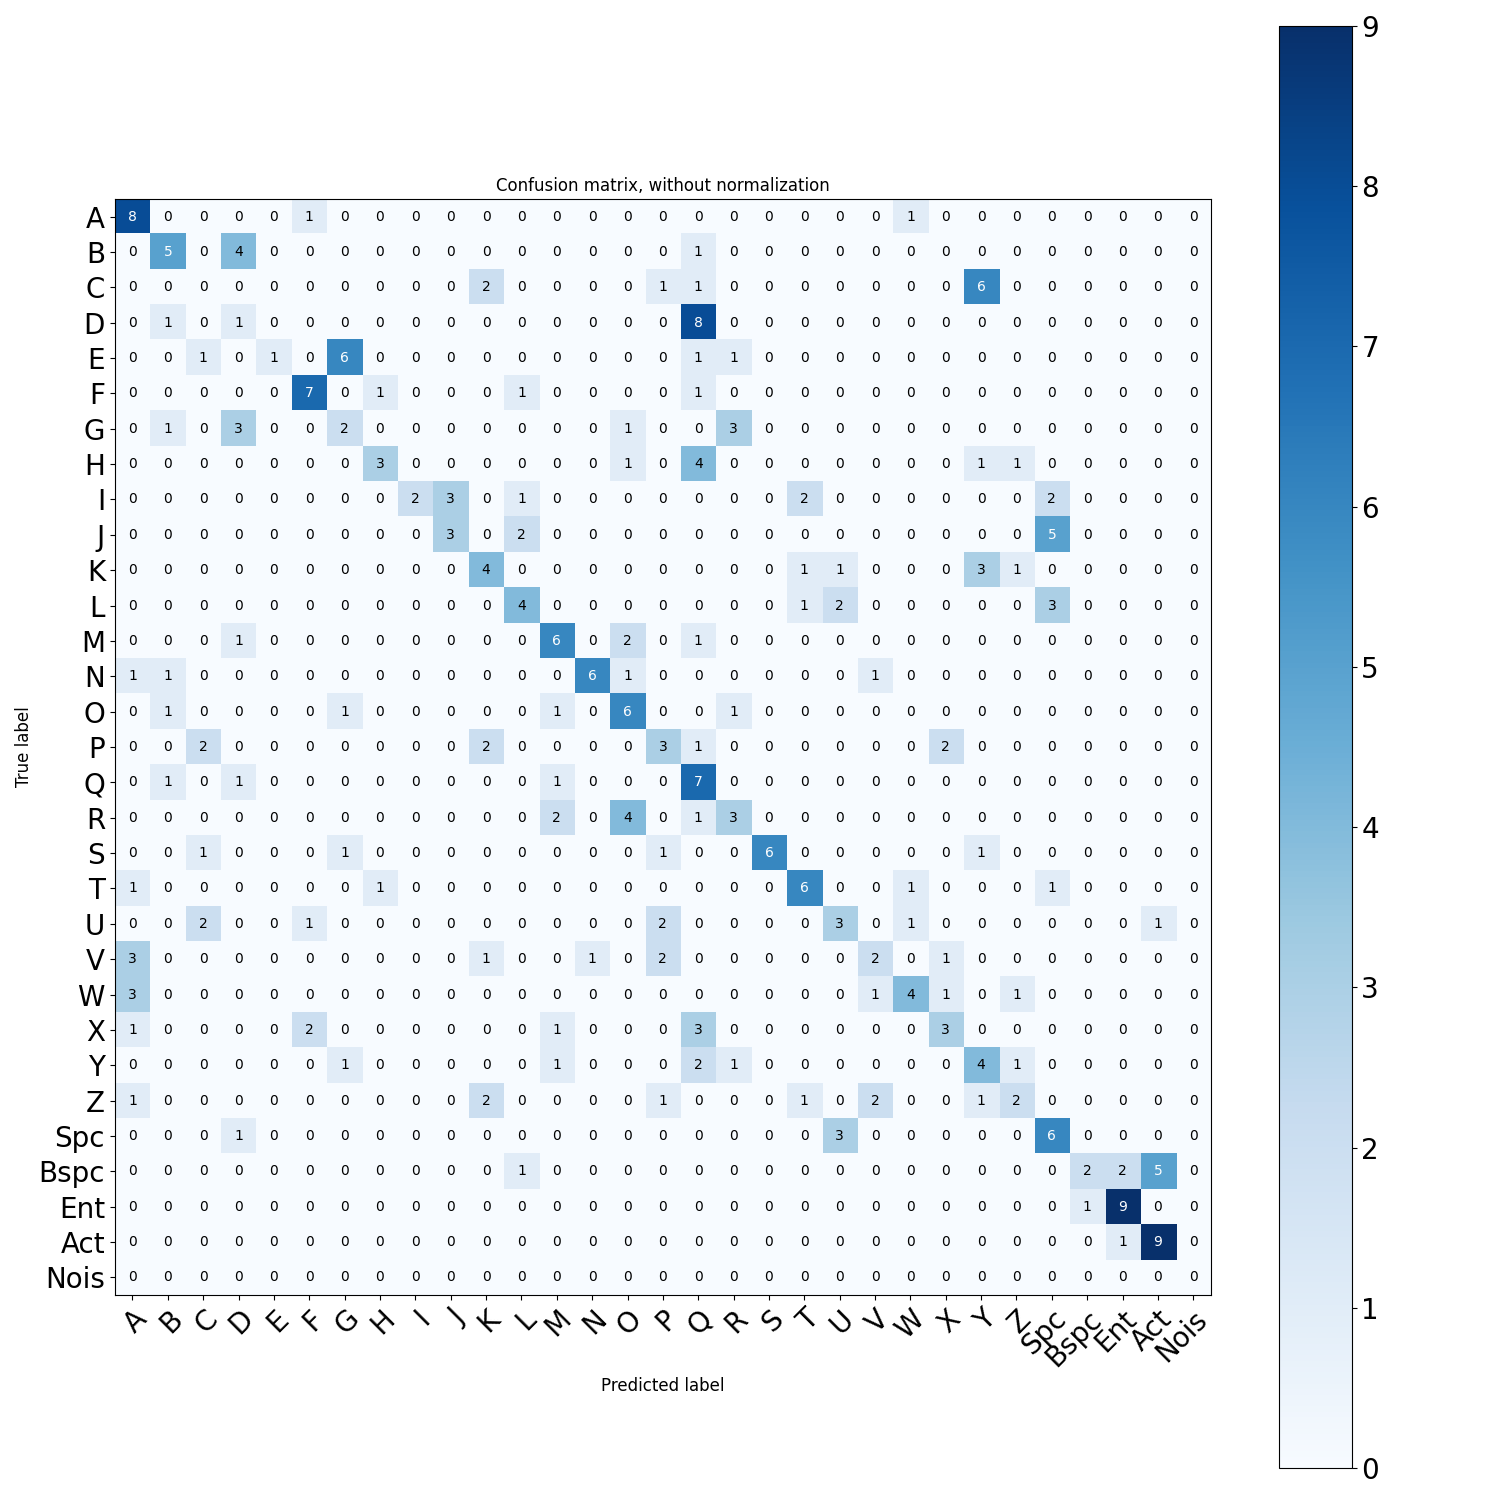 Confusion matrix, without normalization
A 8 0 0 0 0 1 0 0 0 0 0 0 0 0 0 0 0 0 0 0 0 0 1 0 0 0 0 0 0 0 0
B 0 5 0 4 0 0 0 0 0 0 0 0 0 0 0 0 1 0 0 0 0 0 0 0 0 0 0 0 0 0 0
C 0 0 0 0 0 0 0 0 0 0 2 0 0 0 0 1 1 0 0 0 0 0 0 0 6 0 0 0 0 0 0
D 0 1 0 1 0 0 0 0 0 0 0 0 0 0 0 0 8 0 0 0 0 0 0 0 0 0 0 0 0 0 0
E 0 0 1 0 1 0 6 0 0 0 0 0 0 0 0 0 1 1 0 0 0 0 0 0 0 0 0 0 0 0 0
F 0 0 0 0 0 7 0 1 0 0 0 1 0 0 0 0 1 0 0 0 0 0 0 0 0 0 0 0 0 0 0
G 0 1 0 3 0 0 2 0 0 0 0 0 0 0 1 0 0 3 0 0 0 0 0 0 0 0 0 0 0 0 0
H 0 0 0 0 0 0 0 3 0 0 0 0 0 0 1 0 4 0 0 0 0 0 0 0 1 1 0 0 0 0 0
I 0 0 0 0 0 0 0 0 2 3 0 1 0 0 0 0 0 0 0 2 0 0 0 0 0 0 2 0 0 0 0
J 0 0 0 0 0 0 0 0 0 3 0 2 0 0 0 0 0 0 0 0 0 0 0 0 0 0 5 0 0 0 0
K 0 0 0 0 0 0 0 0 0 0 4 0 0 0 0 0 0 0 0 1 1 0 0 0 3 1 0 0 0 0 0
L 0 0 0 0 0 0 0 0 0 0 0 4 0 0 0 0 0 0 0 1 2 0 0 0 0 0 3 0 0 0 0
M 0 0 0 1 0 0 0 0 0 0 0 0 6 0 2 0 1 0 0 0 0 0 0 0 0 0 0 0 0 0 0
N 1 1 0 0 0 0 0 0 0 0 0 0 0 6 1 0 0 0 0 0 0 1 0 0 0 0 0 0 0 0 0
O 0 1 0 0 0 0 1 0 0 0 0 0 1 0 6 0 0 1 0 0 0 0 0 0 0 0 0 0 0 0 0
P 0 0 2 0 0 0 0 0 0 0 2 0 0 0 0 3 1 0 0 0 0 0 0 2 0 0 0 0 0 0 0
Q 0 1 0 1 0 0 0 0 0 0 0 0 1 0 0 0 7 0 0 0 0 0 0 0 0 0 0 0 0 0 0
R 0 0 0 0 0 0 0 0 0 0 0 0 2 0 4 0 1 3 0 0 0 0 0 0 0 0 0 0 0 0 0
S 0 0 1 0 0 0 1 0 0 0 0 0 0 0 0 1 0 0 6 0 0 0 0 0 1 0 0 0 0 0 0
T 1 0 0 0 0 0 0 1 0 0 0 0 0 0 0 0 0 0 0 6 0 0 1 0 0 0 1 0 0 0 0
U 0 0 2 0 0 1 0 0 0 0 0 0 0 0 0 2 0 0 0 0 3 0 1 0 0 0 0 0 0 1 0
V 3 0 0 0 0 0 0 0 0 0 1 0 0 1 0 2 0 0 0 0 0 2 0 1 0 0 0 0 0 0 0
W 3 0 0 0 0 0 0 0 0 0 0 0 0 0 0 0 0 0 0 0 0 1 4 1 0 1 0 0 0 0 0
X 1 0 0 0 0 2 0 0 0 0 0 0 1 0 0 0 3 0 0 0 0 0 0 3 0 0 0 0 0 0 0
Y 0 0 0 0 0 0 1 0 0 0 0 0 1 0 0 0 2 1 0 0 0 0 0 0 4 1 0 0 0 0 0
Z 1 0 0 0 0 0 0 0 0 0 2 0 0 0 0 1 0 0 0 1 0 2 0 0 1 2 0 0 0 0 0
Spc 0 0 0 1 0 0 0 0 0 0 0 0 0 0 0 0 0 0 0 0 3 0 0 0 0 0 6 0 0 0 0
Bspc 0 0 0 0 0 0 0 0 0 0 0 1 0 0 0 0 0 0 0 0 0 0 0 0 0 0 0 2 2 5 0
Ent 0 0 0 0 0 0 0 0 0 0 0 0 0 0 0 0 0 0 0 0 0 0 0 0 0 0 0 1 9 0 0
Act 0 0 0 0 0 0 0 0 0 0 0 0 0 0 0 0 0 0 0 0 0 0 0 0 0 0 0 0 1 9 0
Nois 0 0 0 0 0 0 0 0 0 0 0 0 0 0 0 0 0 0 0 0 0 0 0 0 0 0 0 0 0 0 0
A B C D E F G H I J K L M N O P Q R S T U V W X Y Z Spc Bspc Ent Act Nois
Predicted label
True label
9
8
7
6
5
4
3
2
1
0